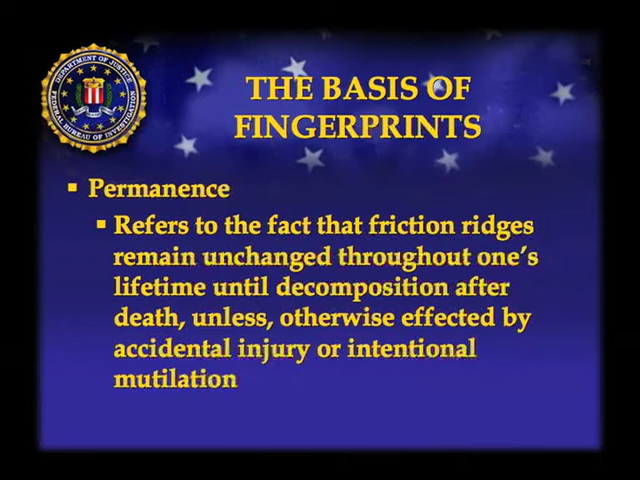 DEPARTMENT OF JUSTICE
FEDERAL BUREAU OF INVESTIGATION
THE BASIS OF
FINGERPRINTS
▪ Permanence
▪ Refers to the fact that friction ridges
remain unchanged throughout one’s
lifetime until decomposition after
death, unless, otherwise effected by
accidental injury or intentional
mutilation